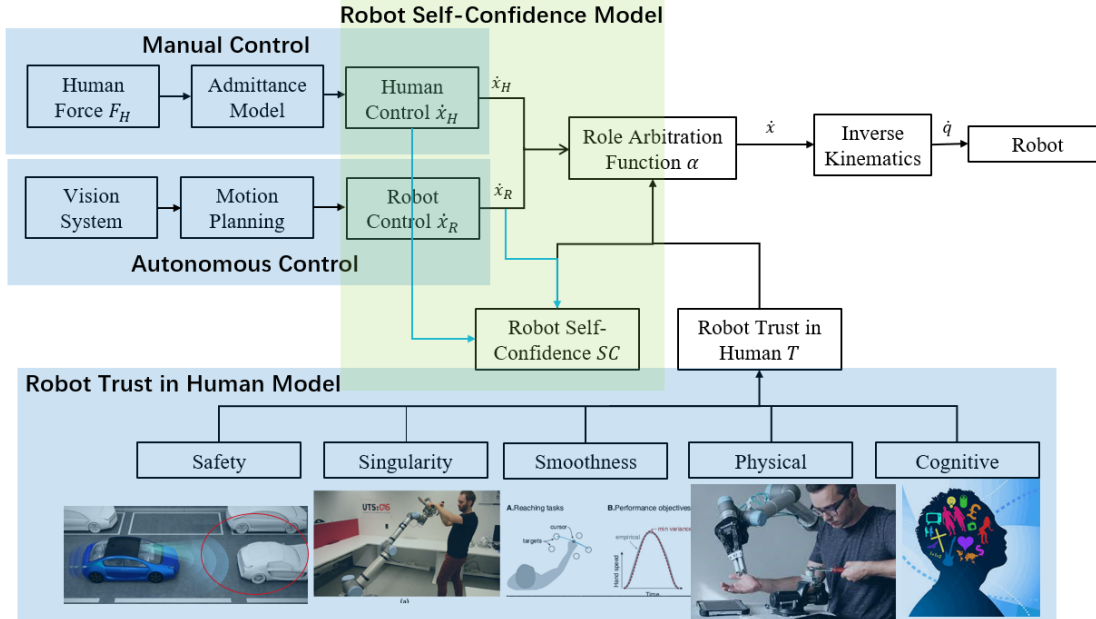 Robot Self-Confidence Model
Manual Control
Human
Force F_H
Admittance
Model
Human
Control ẋ_H
ẋ_H
Role Arbitration
Function α
ẋ
Inverse
Kinematics
q̇
Robot
Vision
System
Motion
Planning
Robot
Control ẋ_R
ẋ_R
Autonomous Control
Robot Self-
Confidence SC
Robot Trust in
Human T
Robot Trust in Human Model
Safety
Singularity
Smoothness
Physical
Cognitive
UTS:CAS
A.Reaching tasks
cursor
targets
B.Performance objectives
min variance
empirical
Hand speed
Time
(a)